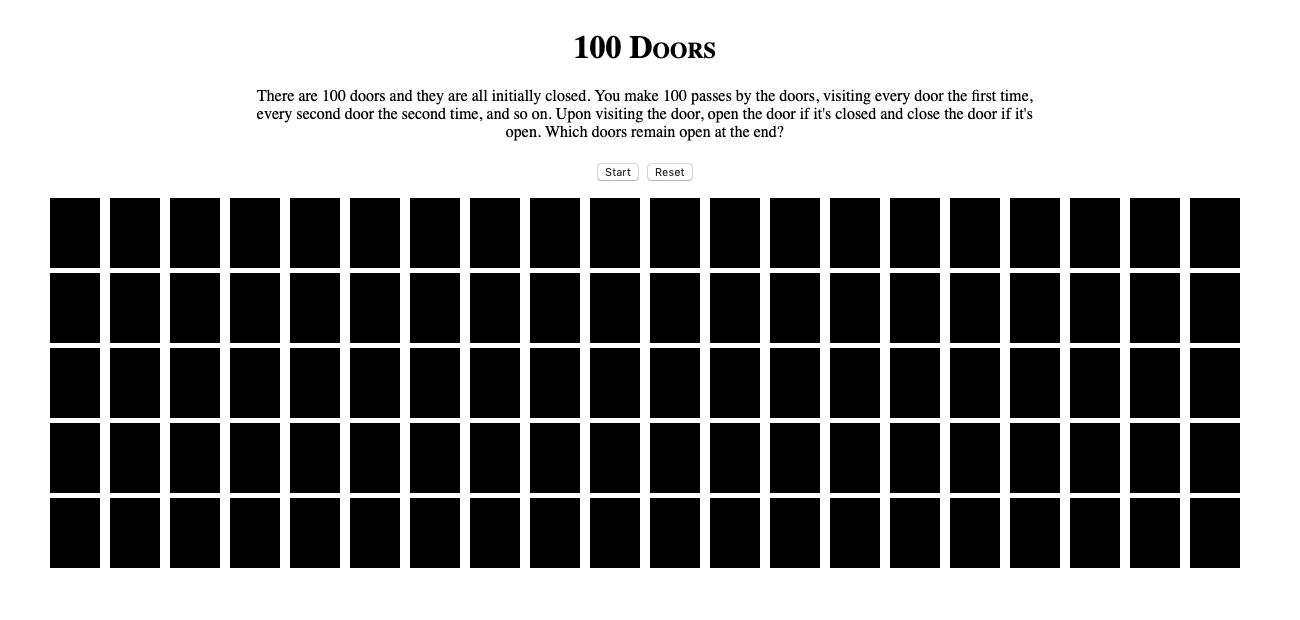 100 Doors
There are 100 doors and they are all initially closed. You make 100 passes by the doors, visiting every door the first time,
every second door the second time, and so on. Upon visiting the door, open the door if it's closed and close the door if it's
open. Which doors remain open at the end?
Start Reset